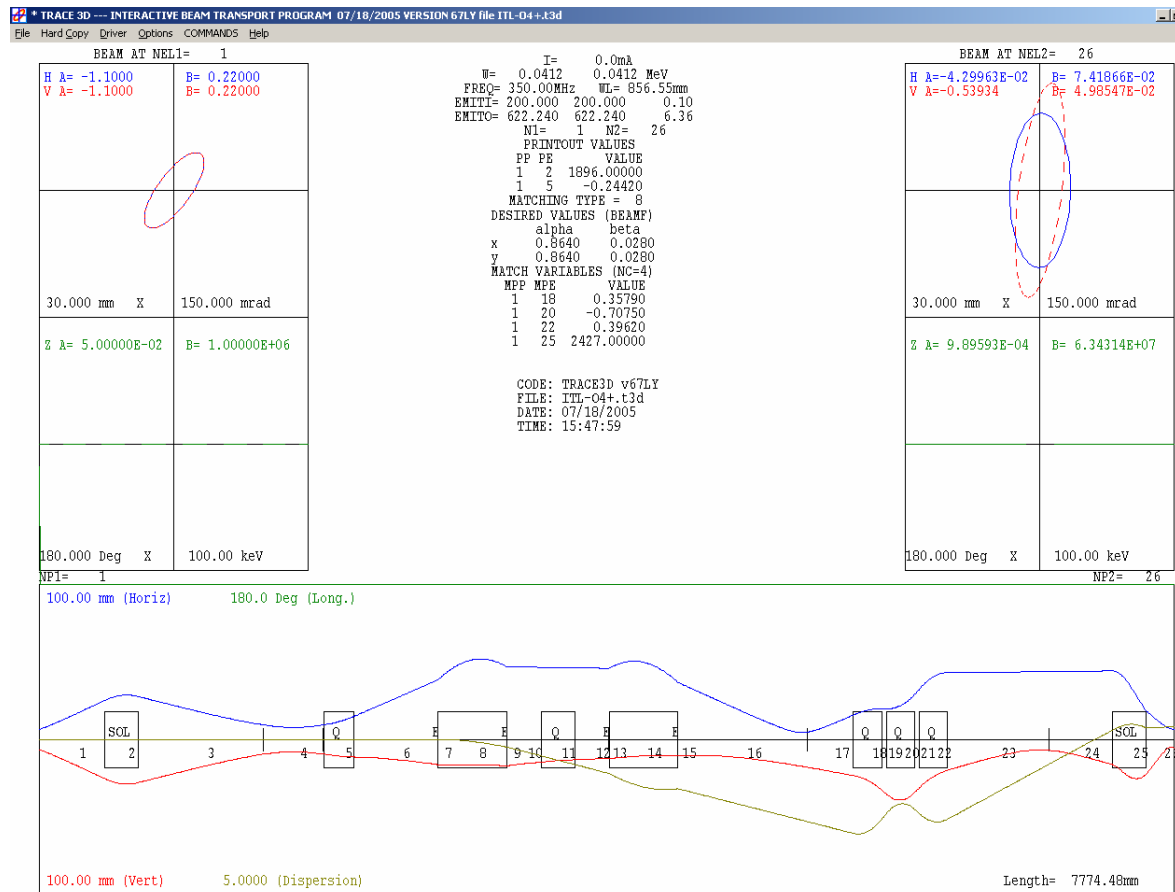 * TRACE 3D --- INTERACTIVE BEAM TRANSPORT PROGRAM 07/18/2005 VERSION 67LY file ITL-O4+.t3d
File Hard Copy Driver Options COMMANDS Help
BEAM AT NEL1= 1
H A= -1.1000 B= 0.22000
V A= -1.1000 B= 0.22000
30.000 mm X 150.000 mrad
Z A= 5.00000E-02 B= 1.00000E+06
180.000 Deg X 100.00 keV
NP1= 1
I= 0.0mA
W= 0.0412 0.0412 MeV
FREQ= 350.00MHz WL= 856.55mm
EMITI= 200.000 200.000 0.10
EMITO= 622.240 622.240 6.36
N1= 1 N2= 26
PRINTOUT VALUES
PP PE VALUE
1 2 1896.00000
1 5 -0.24420
MATCHING TYPE = 8
DESIRED VALUES (BEAMF)
alpha beta
x 0.8640 0.0280
y 0.8640 0.0280
MATCH VARIABLES (NC=4)
MPP MPE VALUE
1 18 0.35790
1 20 -0.70750
1 22 0.39620
1 25 2427.00000
CODE: TRACE3D v67LY
FILE: ITL-O4+.t3d
DATE: 07/18/2005
TIME: 15:47:59
BEAM AT NEL2= 26
H A=-4.29963E-02 B= 7.41866E-02
V A=-0.53934 B= 4.98547E-02
30.000 mm X 150.000 mrad
Z A= 9.89593E-04 B= 6.34314E+07
180.000 Deg X 100.00 keV
NP2= 26
100.00 mm (Horiz) 180.0 Deg (Long.)
SOL Q E E Q E E Q Q Q SOL
1 2 3 4 5 6 7 8 9 10 11 12 13 14 15 16 17 18 19 20 21 22 23 24 25
100.00 mm (Vert) 5.0000 (Dispersion) Length= 7774.48mm